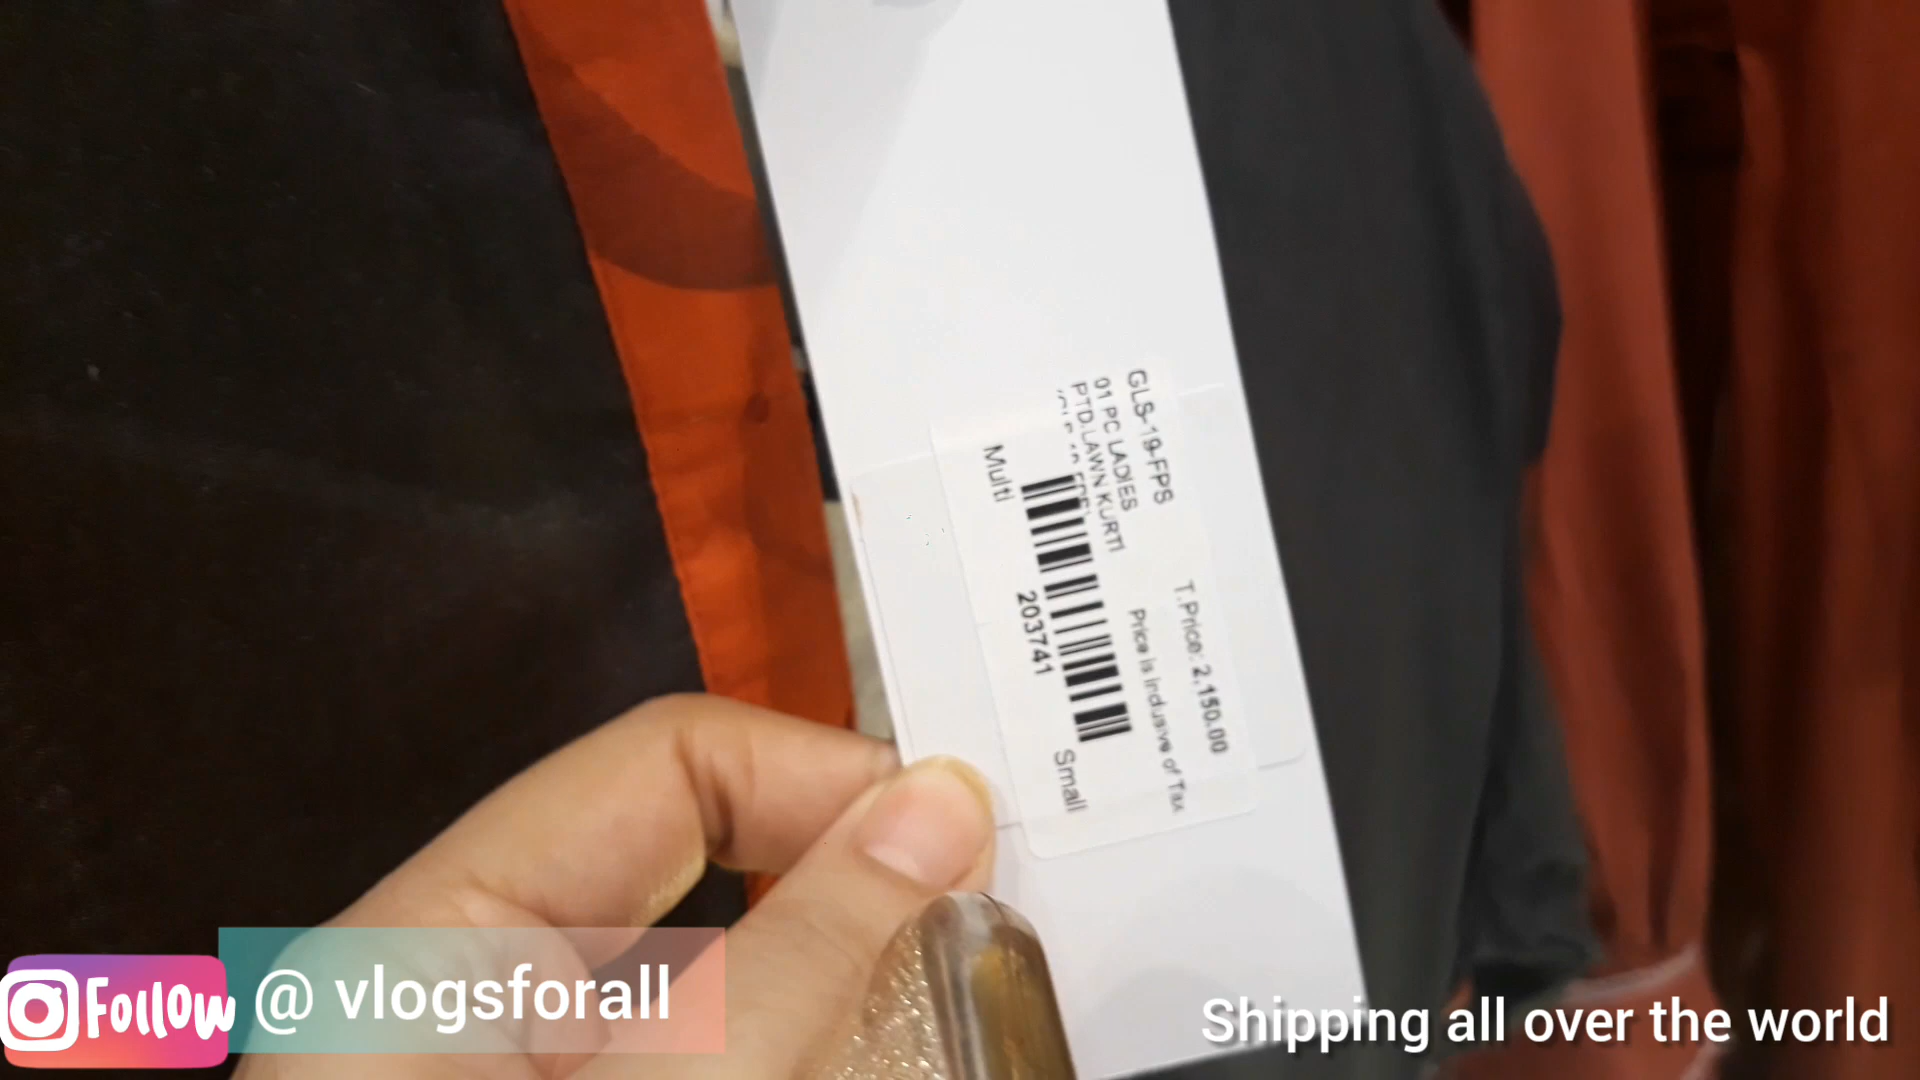 GLS-19-FPS
01 PC LADIES
PTD.LAWN KURTI
Multi
203741
Small
T.Price: 2,150.00
Price is inclusive of Tax
Follow
@ vlogsforall
Shipping all over the world